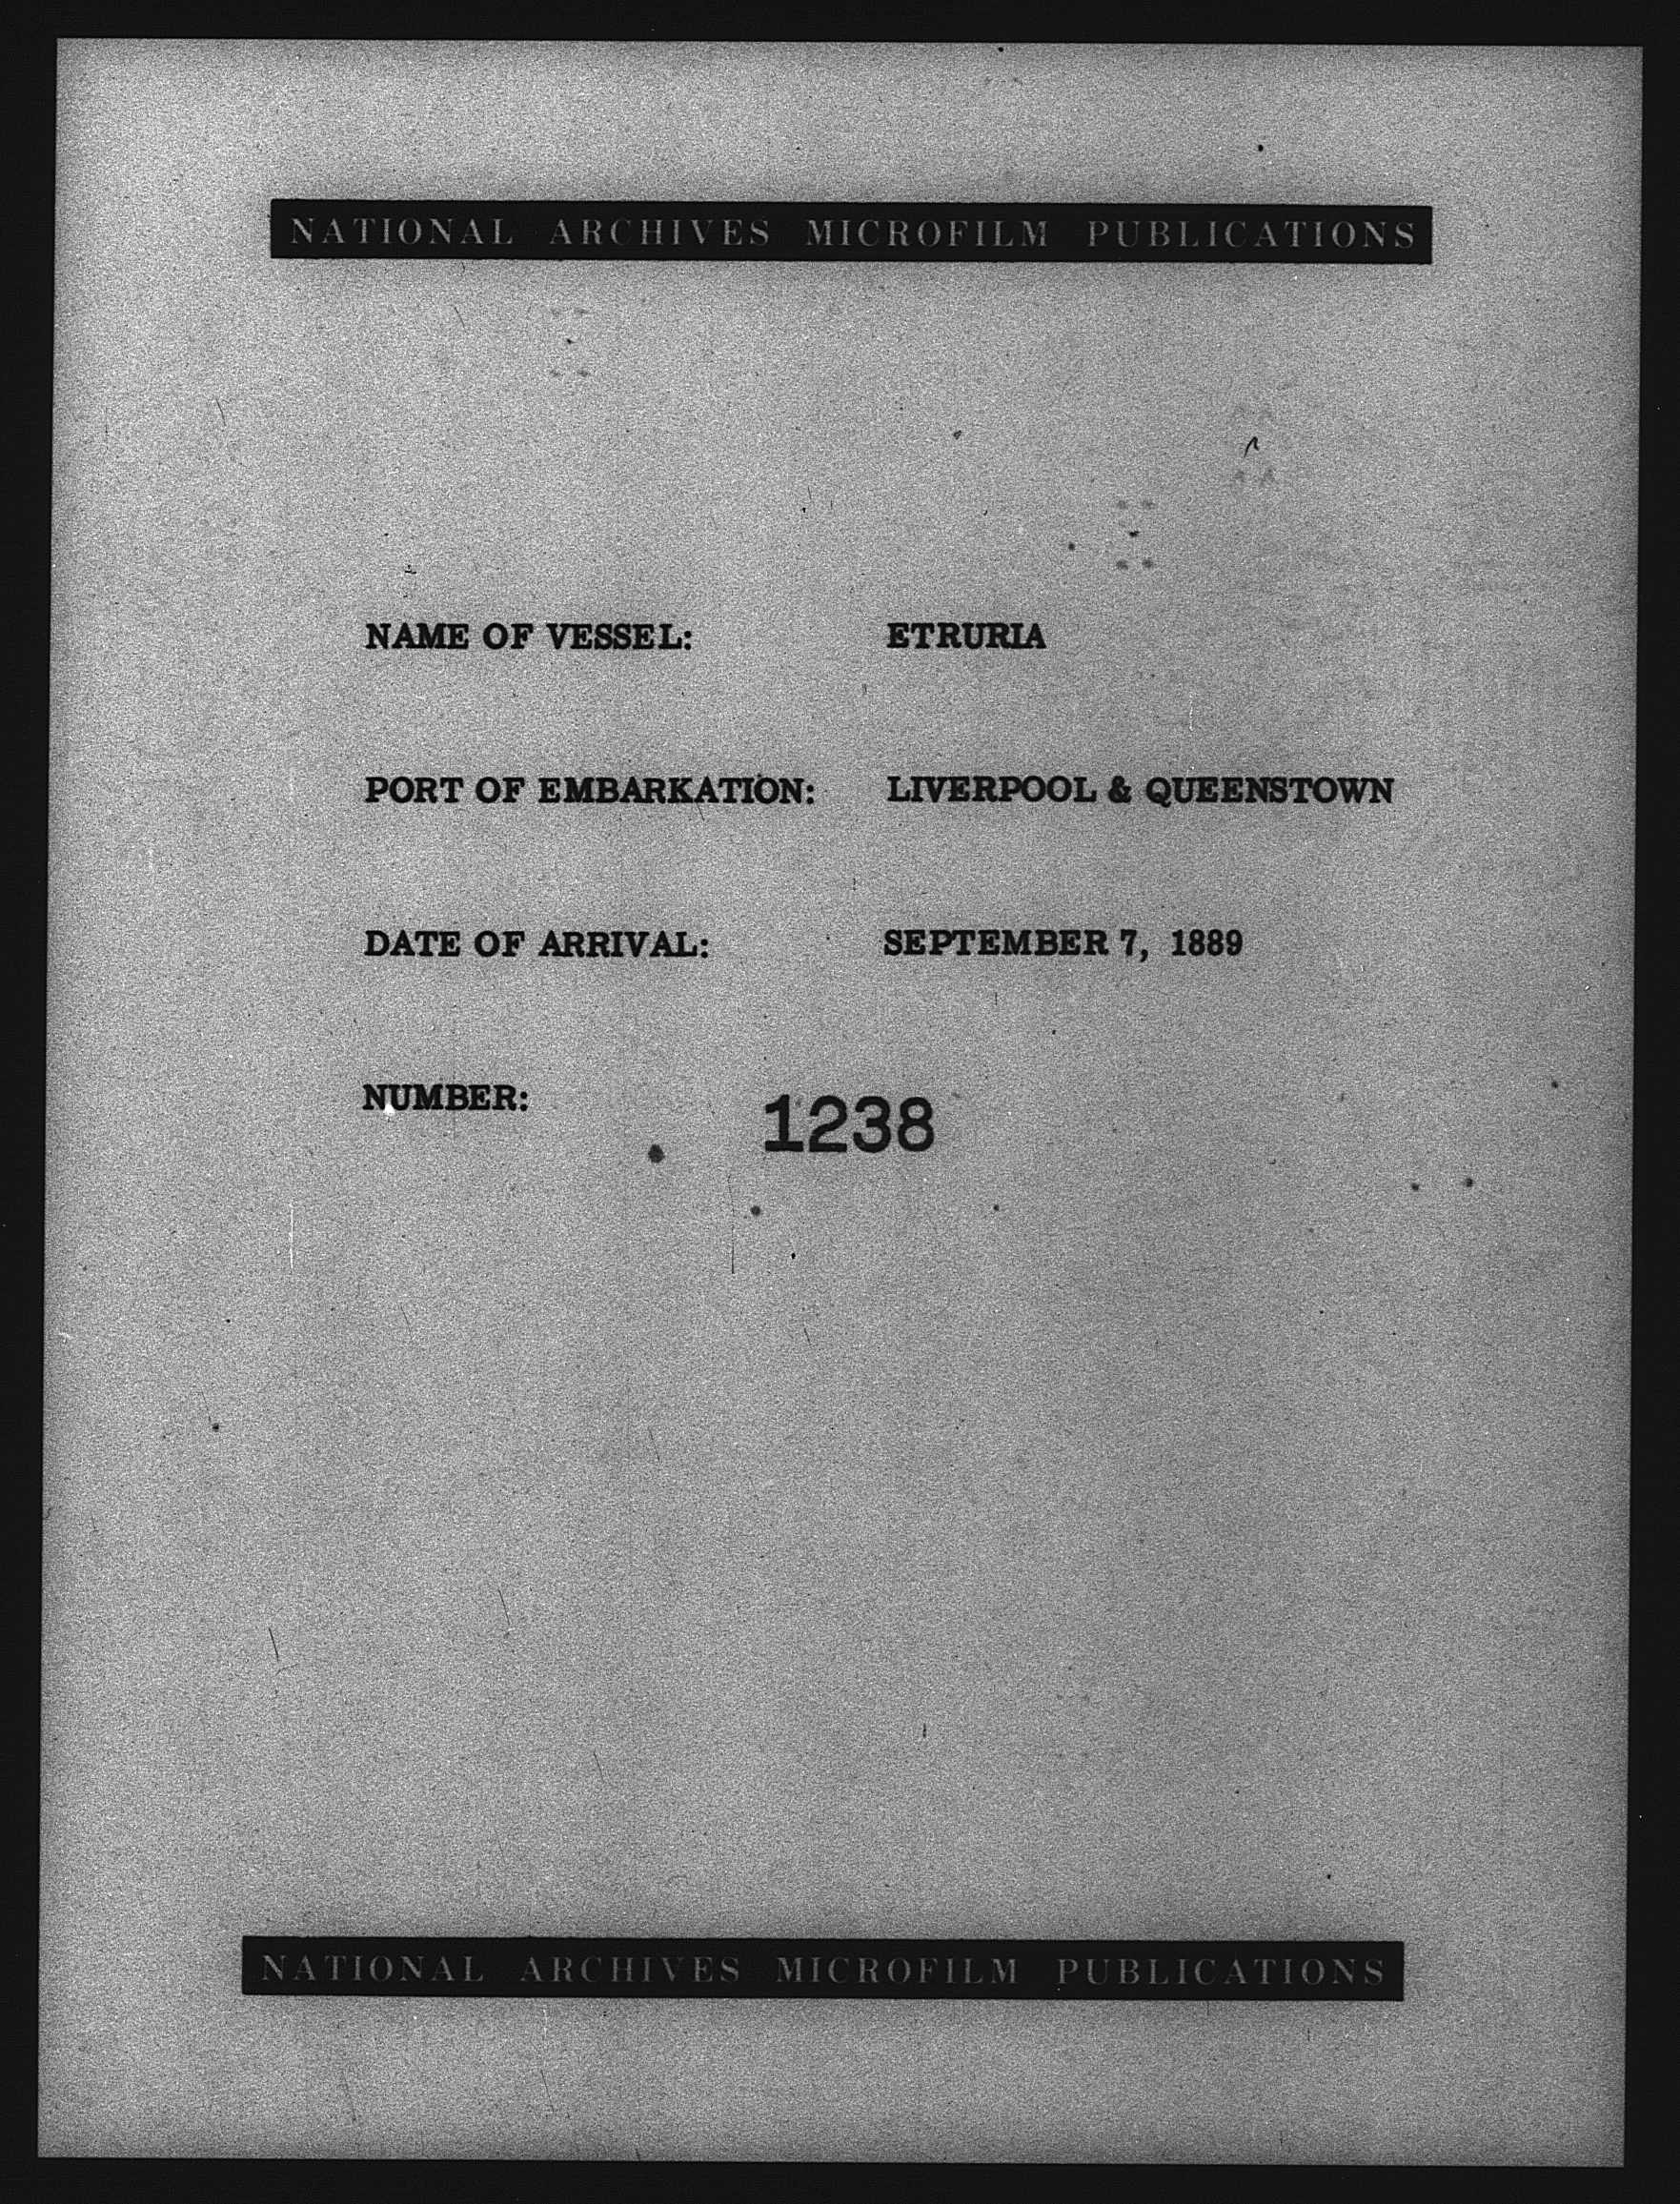 NATIONAL ARCHIVES MICROFILM PUBLICATIONS
NAME OF VESSEL: ETRURIA
PORT OF EMBARKATION: LIVERPOOL & QUEENSTOWN
DATE OF ARRIVAL: SEPTEMBER 7, 1889
NUMBER: 1238
NATIONAL ARCHIVES MICROFILM PUBLICATIONS